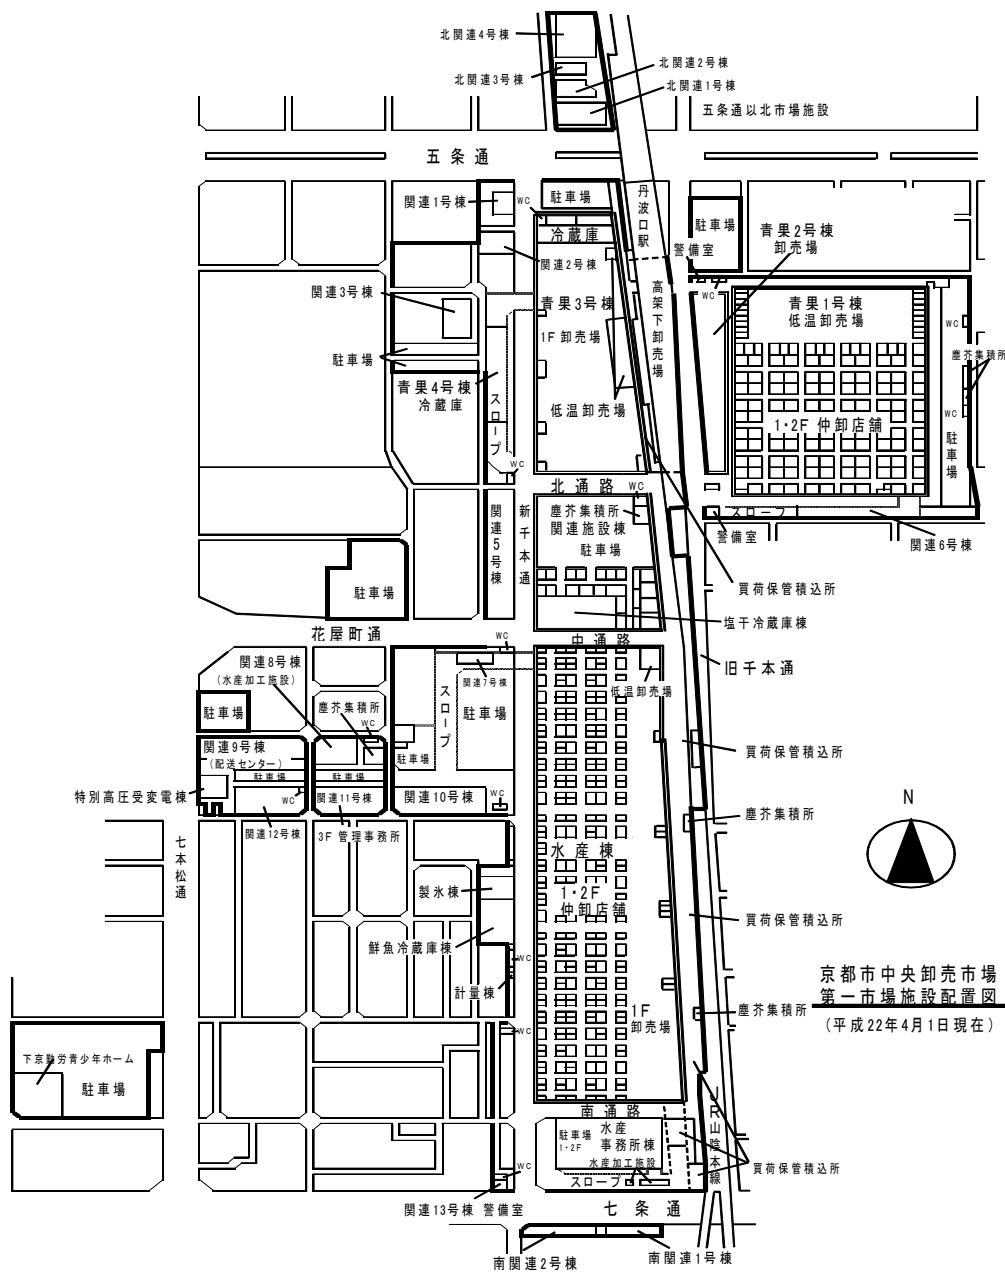 北関連4号棟
北関連2号棟
北関連3号棟
北関連1号棟
五条通以北市場施設
五条通
関連1号棟
WC
駐車場
丹波口駅
駐車場
青果2号棟
卸売場
冷蔵庫
警備室
関連2号棟
関連3号棟
青果3号棟
高架下卸売場
WC
青果1号棟
低温卸売場
WC
1F 卸売場
駐車場
塵芥集積所
青果4号棟
冷蔵庫
スロープ
低温卸売場
WC
1・2F 仲卸店舗
駐車場
WC
北通路
WC
関連5号棟
新千本通
塵芥集積所
関連施設棟
駐車場
スロープ
警備室
関連6号棟
駐車場
買荷保管積込所
塩干冷蔵庫棟
花屋町通
WC
中通路
旧千本通
関連8号棟
(水産加工施設)
関連7号棟
低温卸売場
スロープ
駐車場
塵芥集積所
駐車場
WC
関連9号棟
(配送センター)
駐車場
買荷保管積込所
駐車場
駐車場
特別高圧受変電棟
WC
関連11号棟
関連10号棟
WC
N
塵芥集積所
関連12号棟
3F 管理事務所
七本松通
水産棟
製氷棟
1・2F
仲卸店舗
買荷保管積込所
鮮魚冷蔵庫棟
WC
京都市中央卸売市場
第一市場施設配置図
計量棟
1F
卸売場
塵芥集積所
(平成22年4月1日現在)
WC
下京勤労青少年ホーム
駐車場
JR山陰本線
南通路
駐車場
1・2F
水産
事務所棟
水産加工施設
買荷保管積込所
WC
スロープ
関連13号棟 警備室
七条通
南関連2号棟
南関連1号棟